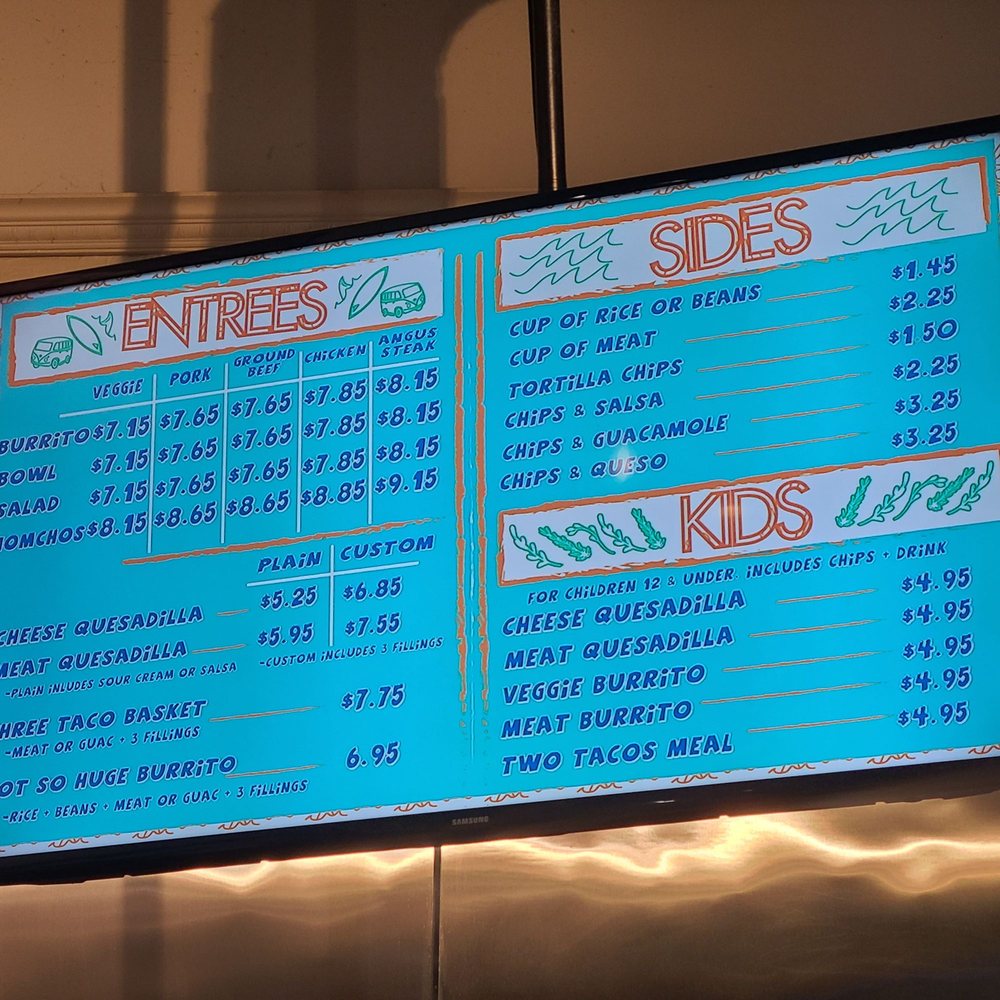 ENTREES
VEGGiE PORK GROUND BEEF CHiCKEN ANGUS STEAK
BURRiTO $7.15 $7.65 $7.65 $7.85 $8.15
BOWL $7.15 $7.65 $7.65 $7.85 $8.15
SALAD $7.15 $7.65 $7.65 $7.85 $8.15
$8.15 $8.65 $8.65 $8.85 $9.15
PLAiN CUSTOM
CHEESE QUESADiLLA $5.25 $6.85
MEAT QUESADiLLA $5.95 $7.55
-PLAiN iNLUDES SOUR CREAM OR SALSA -CUSTOM iNCLUDES 3 FiLLiNGS
HREE TACO BASKET $7.75
-MEAT OR GUAC + 3 FiLLiNGS
OT SO HUGE BURRiTO 6.95
-RiCE + BEANS + MEAT OR GUAC + 3 FiLLiNGS
SIDES
CUP OF RiCE OR BEANS $1.45
CUP OF MEAT $2.25
TORTiLLA CHiPS $1.50
CHiPS & SALSA $2.25
CHiPS & GUACAMOLE $3.25
CHiPS & QUESO $3.25
KIDS
FOR CHiLDREN 12 & UNDER. iNCLUDES CHiPS + DRiNK
CHEESE QUESADiLLA $4.95
MEAT QUESADiLLA $4.95
VEGGiE BURRiTO $4.95
MEAT BURRiTO $4.95
TWO TACOS MEAL $4.95
SAMSUNG